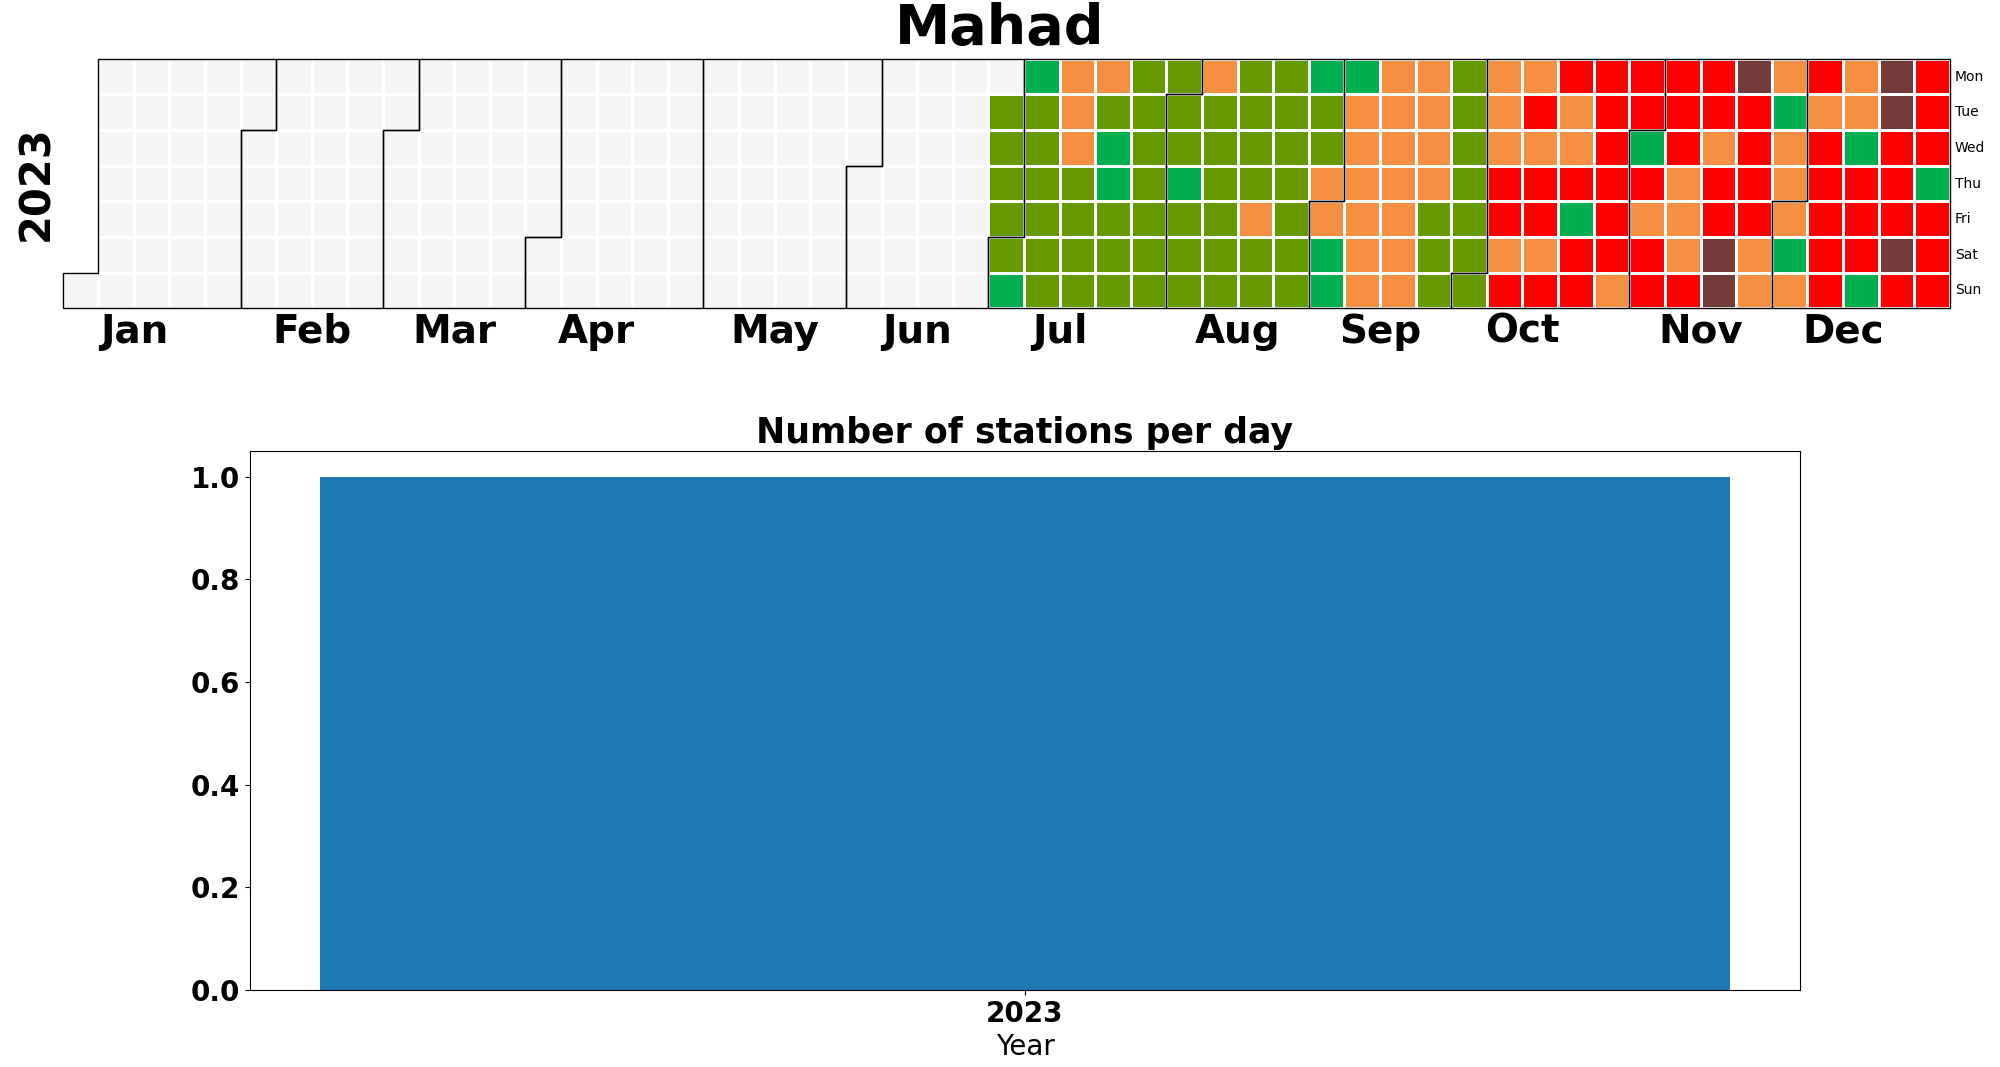 Mahad
2023
Mon
Tue
Wed
Thu
Fri
Sat
Sun
Jan Feb Mar Apr May Jun Jul Aug Sep Oct Nov Dec
Number of stations per day
1.0
0.8
0.6
0.4
0.2
0.0
2023
Year